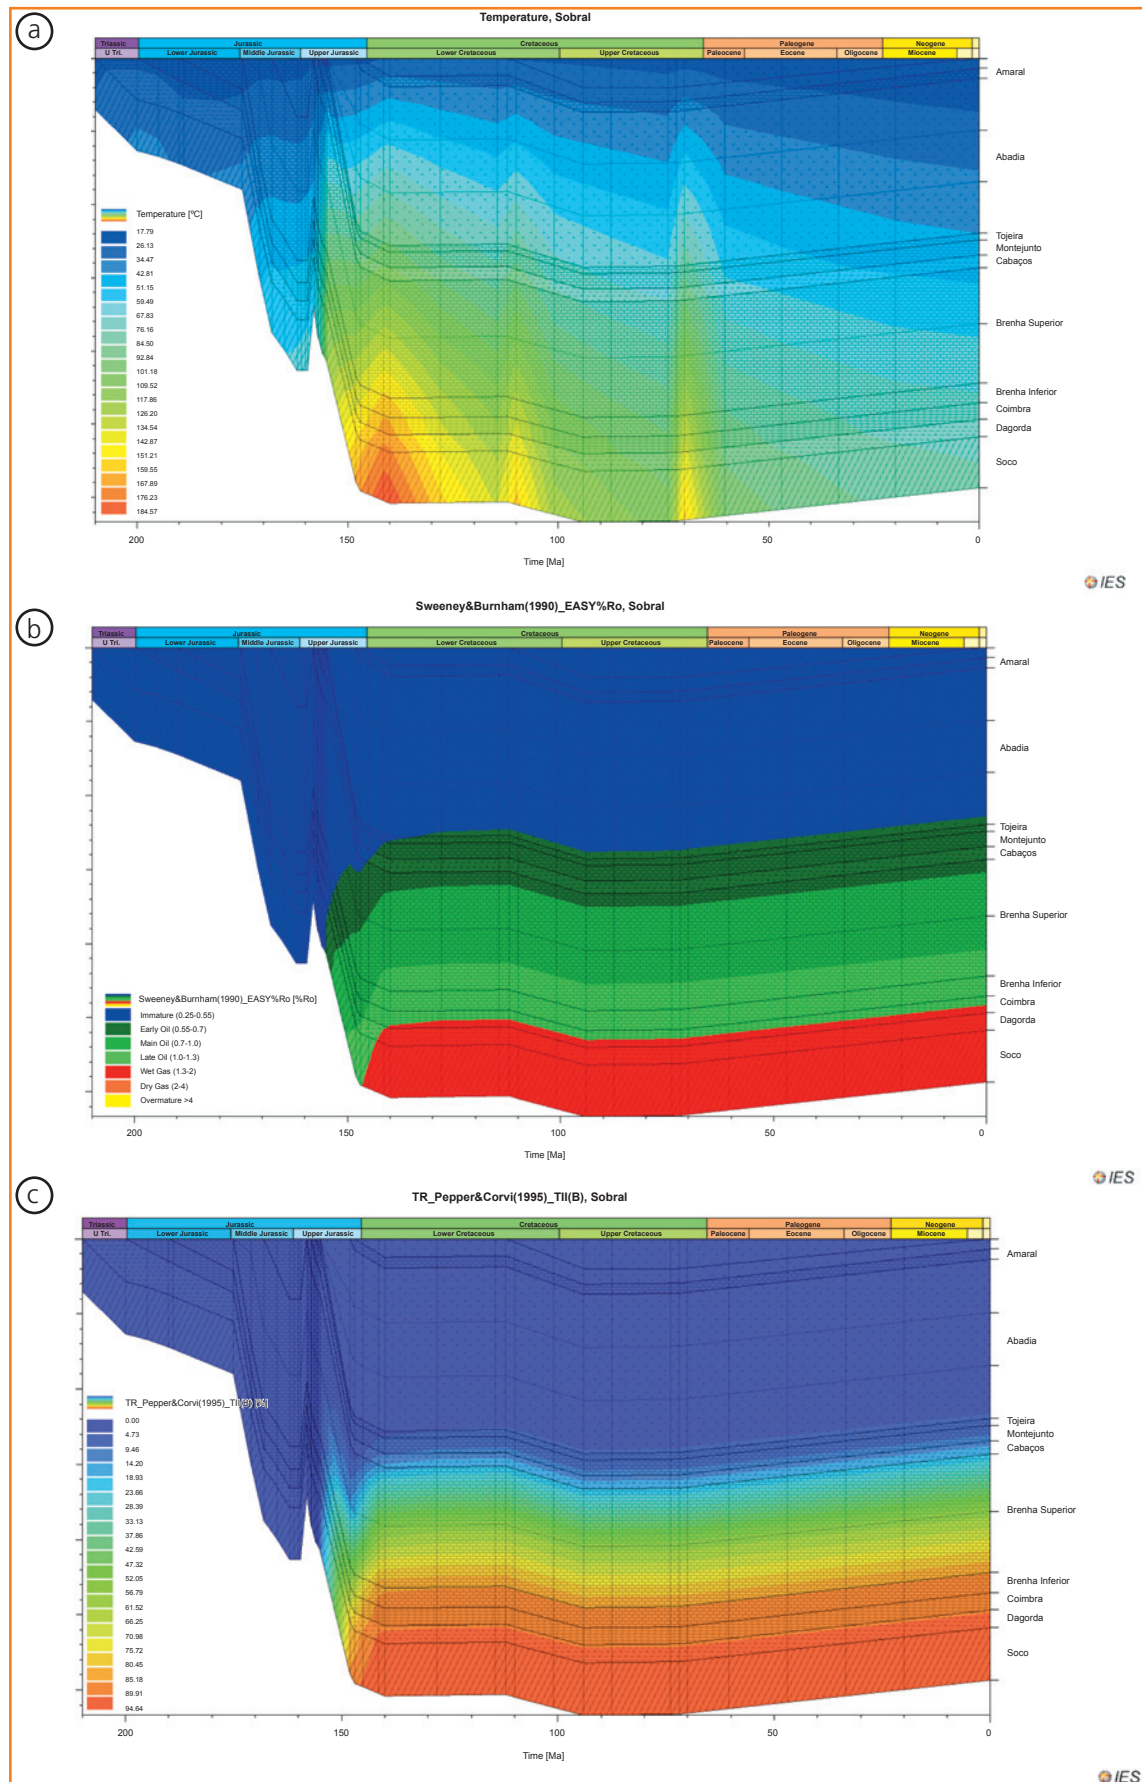 a
Temperature, Sobral
Triassic Jurassic Cretaceous Paleogene Neogene
U Tri. Lower Jurassic Middle Jurassic Upper Jurassic Lower Cretaceous Upper Cretaceous Paleocene Eocene Oligocene Miocene
Amaral
Abadia
Tojeira
Montejunto
Cabaços
Brenha Superior
Brenha Inferior
Coimbra
Dagorda
Soco
Temperature [ºC]
17.79
26.13
34.47
42.81
51.15
59.49
67.83
76.16
84.50
92.84
101.18
109.52
117.86
126.20
134.54
142.87
151.21
159.55
167.89
176.23
184.57
200 150 100 50 0
Time [Ma]
IES
b
Sweeney&Burnham(1990)_EASY%Ro, Sobral
Triassic Jurassic Cretaceous Paleogene Neogene
U Tri. Lower Jurassic Middle Jurassic Upper Jurassic Lower Cretaceous Upper Cretaceous Paleocene Eocene Oligocene Miocene
Amaral
Abadia
Tojeira
Montejunto
Cabaços
Brenha Superior
Brenha Inferior
Coimbra
Dagorda
Soco
Sweeney&Burnham(1990)_EASY%Ro [%Ro]
Immature (0.25-0.55)
Early Oil (0.55-0.7)
Main Oil (0.7-1.0)
Late Oil (1.0-1.3)
Wet Gas (1.3-2)
Dry Gas (2-4)
Overmature >4
200 150 100 50 0
Time [Ma]
IES
c
TR_Pepper&Corvi(1995)_TII(B), Sobral
Triassic Jurassic Cretaceous Paleogene Neogene
U Tri. Lower Jurassic Middle Jurassic Upper Jurassic Lower Cretaceous Upper Cretaceous Paleocene Eocene Oligocene Miocene
Amaral
Abadia
Tojeira
Montejunto
Cabaços
Brenha Superior
Brenha Inferior
Coimbra
Dagorda
Soco
TR_Pepper&Corvi(1995)_TII(B) [%]
0.00
4.73
9.46
14.20
18.93
23.66
28.39
33.13
37.86
42.59
47.32
52.05
56.79
61.52
66.25
70.98
75.72
80.45
85.18
89.91
94.64
200 150 100 50 0
Time [Ma]
IES